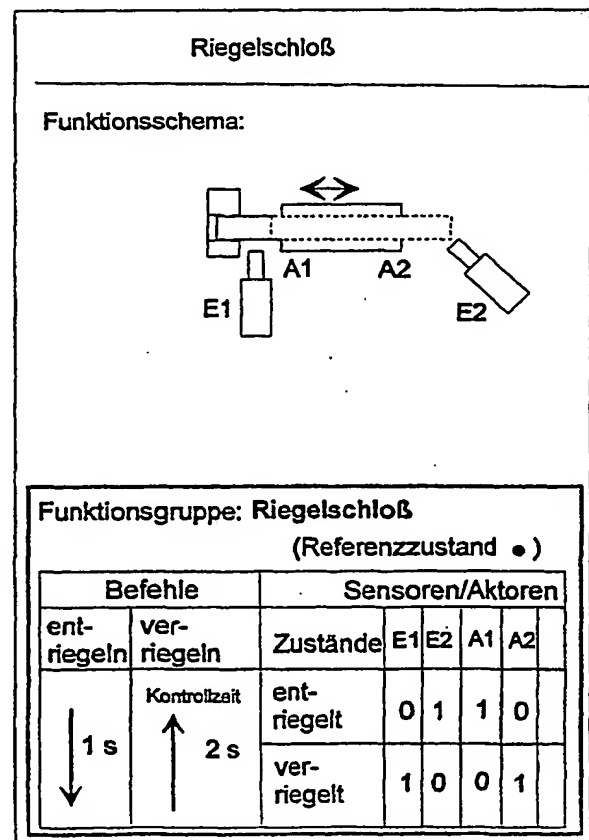 Riegelschloß
Funktionsschema:
A1 A2
E1 E2
Funktionsgruppe: Riegelschloß
(Referenzzustand ●)
Befehle Sensoren/Aktoren
ent-
riegeln
ver-
riegeln
Zustände E1 E2 A1 A2
1 s
Kontrollzeit
2 s
ent-
riegelt 0 1 1 0
ver-
riegelt 1 0 0 1